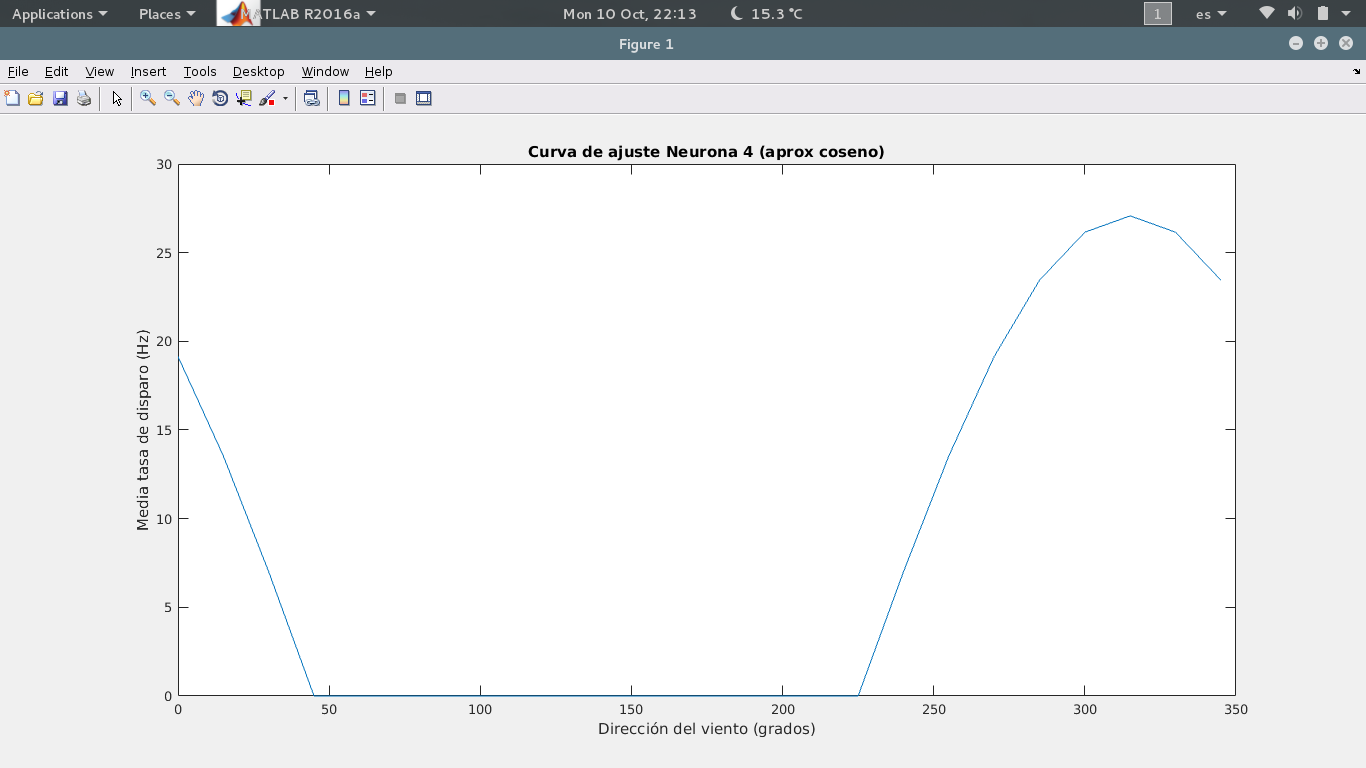 Applications Places MATLAB R2016a Mon 10 Oct, 22:13 15.3 °C 1 es
Figure 1
File Edit View Insert Tools Desktop Window Help
Curva de ajuste Neurona 4 (aprox coseno)
30
25
20
15
10
5
0
Media tasa de disparo (Hz)
0 50 100 150 200 250 300 350
Dirección del viento (grados)